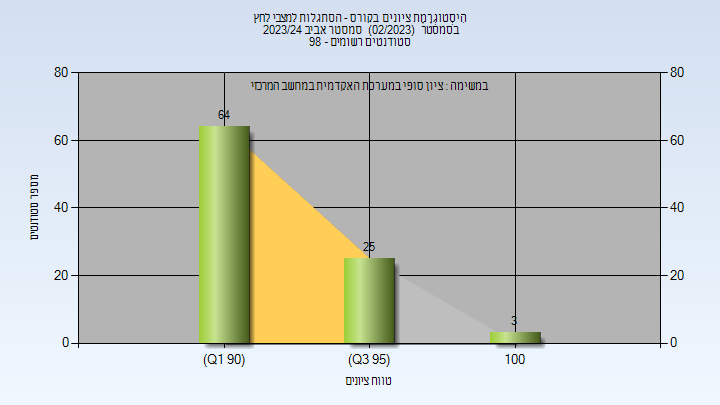 היסטוגרמת ציונים בקורס - הסתגלות למצבי לחץ
בסמסטר (02/2023) סמסטר אביב 2023/24
סטודנטים רשומים - 98
במשימה : ציון סופי במערכת האקדמית במחשב המרכזי
80 80
64
60 60
מספר סטודנטים
40 40
25
20 20
3
0 0
(Q1 90) (Q3 95) 100
טווח ציונים